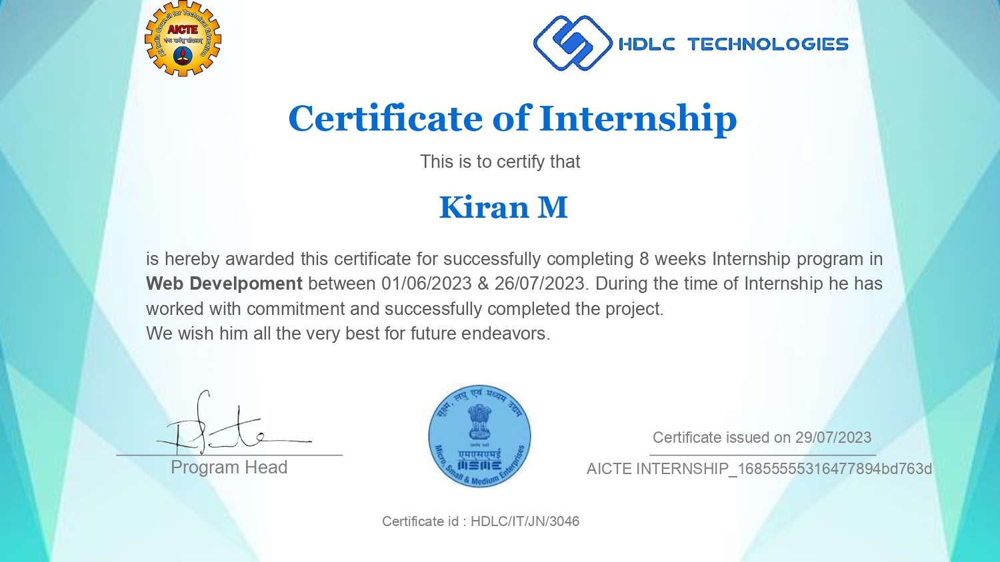 All India Council for Technical Education
AICTE
HDLC TECHNOLOGIES
Certificate of Internship
This is to certify that
Kiran M
is hereby awarded this certificate for successfully completing 8 weeks Internship program in
Web Develpoment between 01/06/2023 & 26/07/2023. During the time of Internship he has
worked with commitment and successfully completed the project.
We wish him all the very best for future endeavors.
सूक्ष्म, लघु एवं मध्यम उद्यम
एमएसएमई
MSME
Micro, Small & Medium Enterprises
Program Head
Certificate issued on 29/07/2023
AICTE INTERNSHIP_16855555316477894bd763d
Certificate id : HDLC/IT/JN/3046